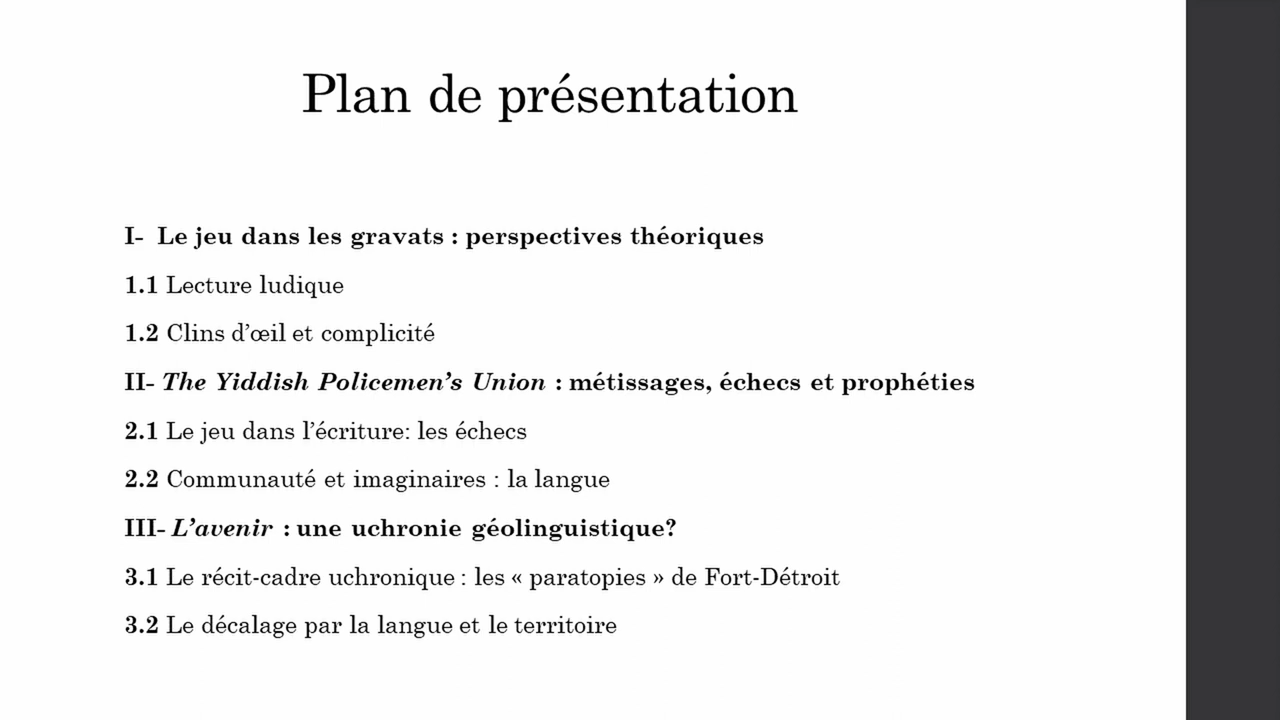 Plan de présentation
I- Le jeu dans les gravats : perspectives théoriques
1.1 Lecture ludique
1.2 Clins d’œil et complicité
II- The Yiddish Policemen’s Union : métissages, échecs et prophéties
2.1 Le jeu dans l’écriture: les échecs
2.2 Communauté et imaginaires : la langue
III- L’avenir : une uchronie géolinguistique?
3.1 Le récit-cadre uchronique : les « paratopies » de Fort-Détroit
3.2 Le décalage par la langue et le territoire